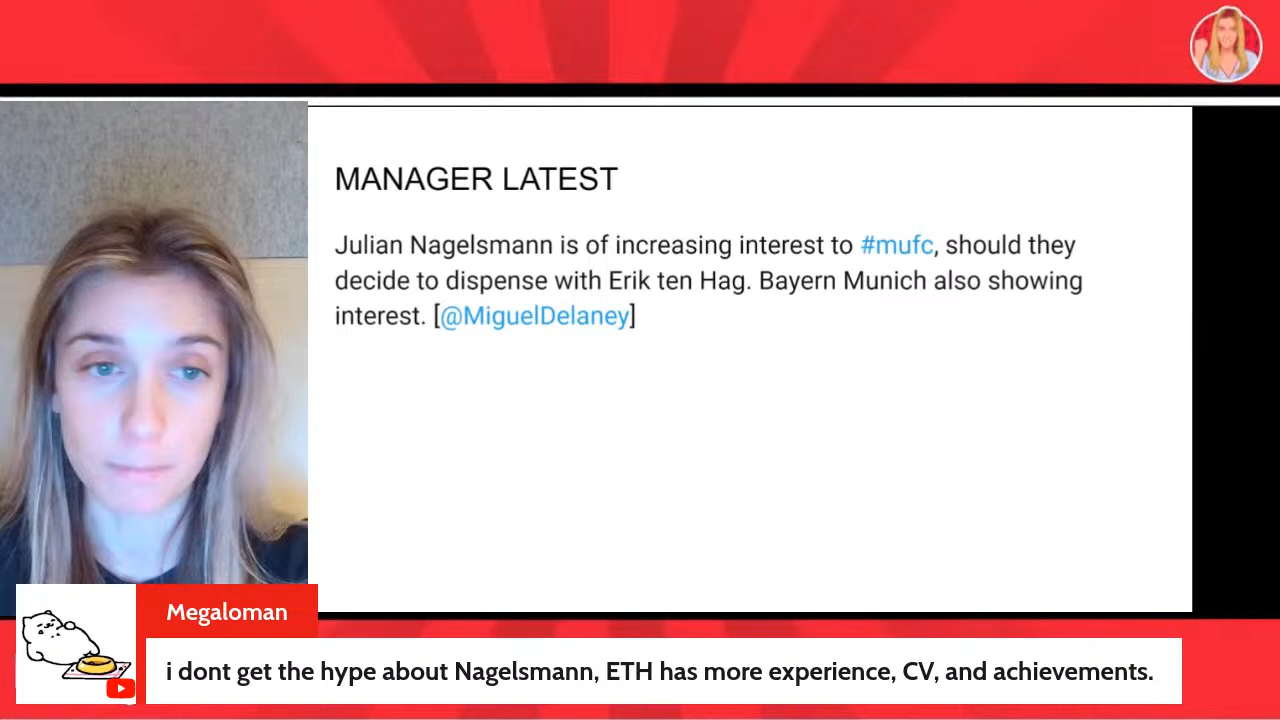 MANAGER LATEST
Julian Nagelsmann is of increasing interest to #mufc, should they
decide to dispense with Erik ten Hag. Bayern Munich also showing
interest. [@MiguelDelaney]
Megaloman
i dont get the hype about Nagelsmann, ETH has more experience, CV, and achievements.